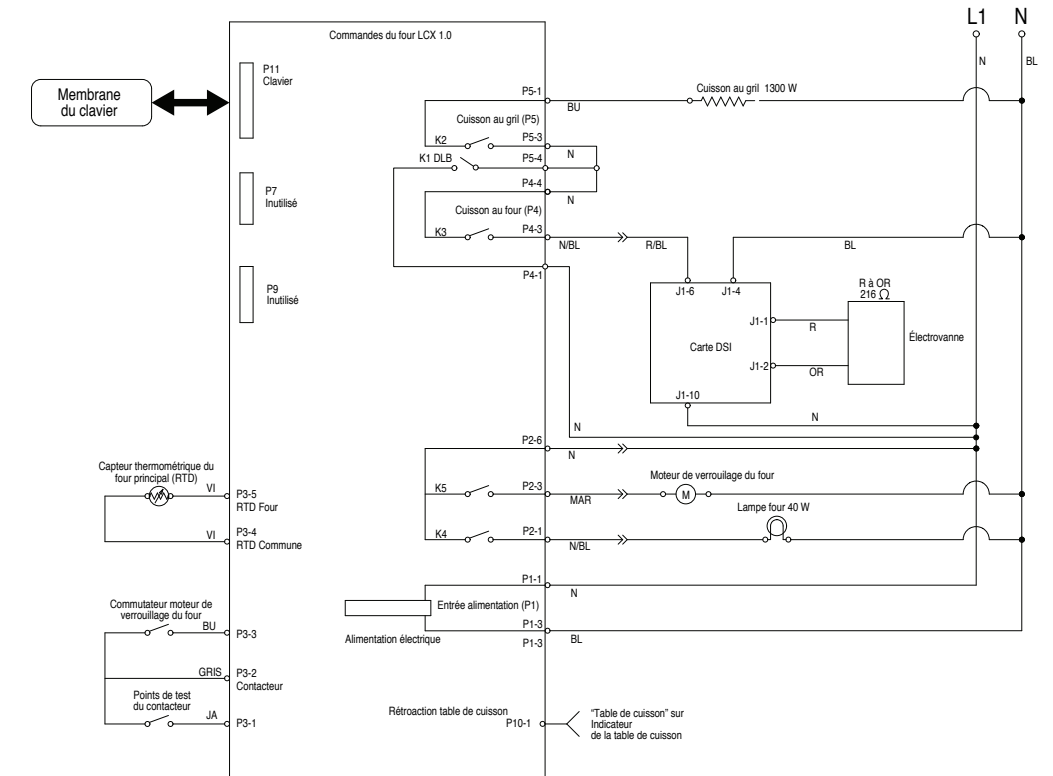 L1 N
Commandes du four LCX 1.0
N
BL
P11
Clavier
Membrane
du clavier
P5-1
BU
Cuisson au gril 1300 W
Cuisson au gril (P5)
K2
P5-3
N
K1 DLB
P5-4
P4-4
N
P7
Inutilisé
Cuisson au four (P4)
K3
P4-3
N/BL
R/BL
BL
P4-1
P9
Inutilisé
J1-6
J1-4
R à OR
216 Ω
J1-1
R
Électrovanne
Carte DSI
J1-2
OR
J1-10
N
N
P2-6
N
Capteur thermométrique du
four principal (RTD)
VI
P3-5
RTD Four
K5
P2-3
MAR
Moteur de verrouilage du four
M
Lampe four 40 W
VI
P3-4
RTD Commune
K4
P2-1
N/BL
P1-1
N
Entrée alimentation (P1)
P1-3
Alimentation électrique
P1-3
BL
Commutateur moteur de
verrouillage du four
BU
P3-3
GRIS
P3-2
Contacteur
Points de test
du contacteur
JA
P3-1
Rétroaction table de cuisson
P10-1
"Table de cuisson" sur
Indicateur
de la table de cuisson